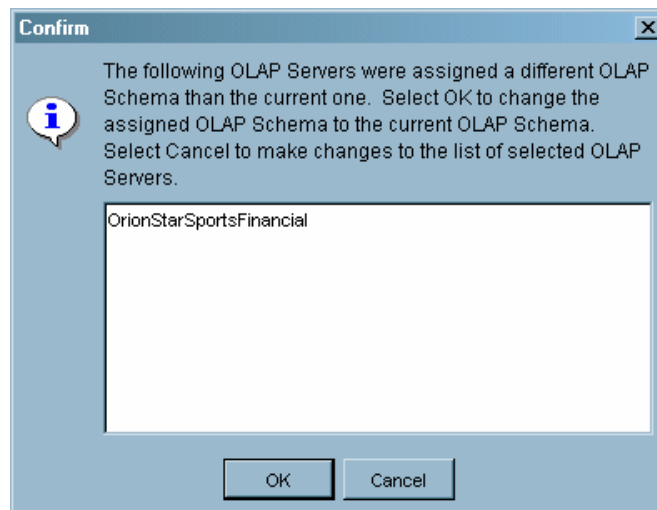 Confirm
The following OLAP Servers were assigned a different OLAP
Schema than the current one. Select OK to change the
assigned OLAP Schema to the current OLAP Schema.
Select Cancel to make changes to the list of selected OLAP
Servers.
OrionStarSportsFinancial
OK Cancel